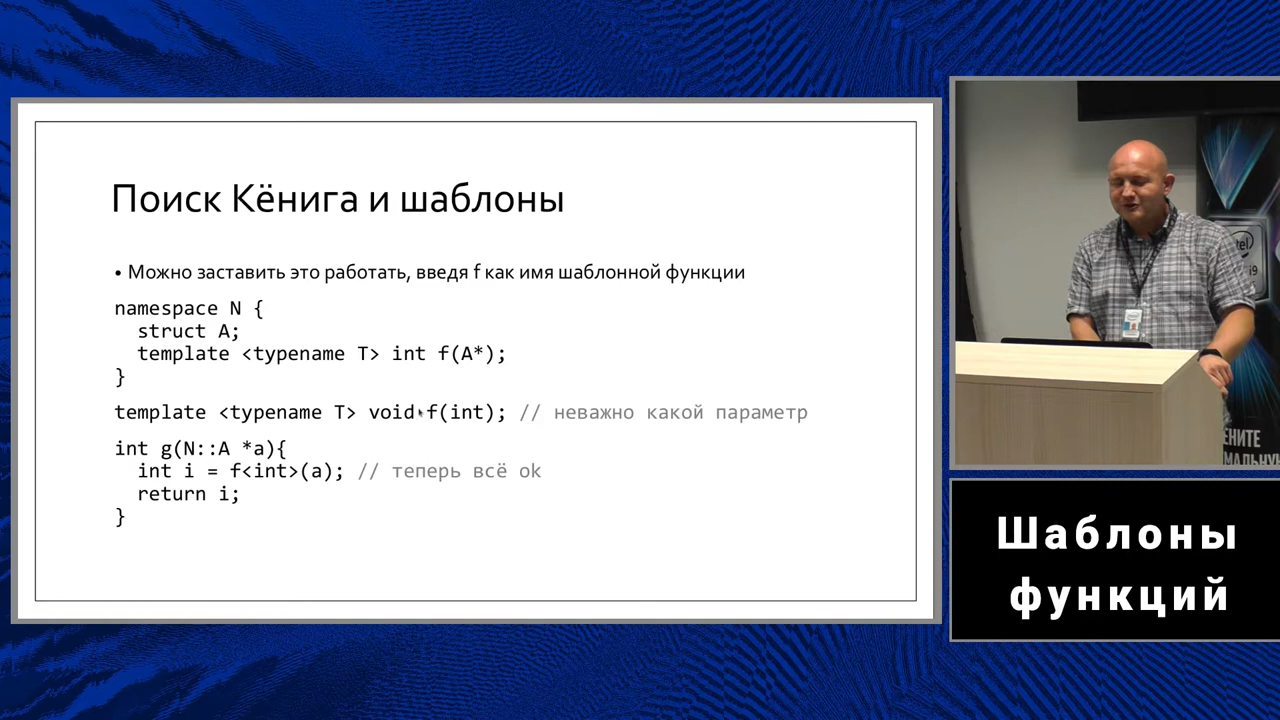 Поиск Кёнига и шаблоны
• Можно заставить это работать, введя f как имя шаблонной функции
namespace N {
  struct A;
  template <typename T> int f(A*);
}
template <typename T> void f(int); // неважно какой параметр
int g(N::A *a){
  int i = f<int>(a); // теперь всё ok
  return i;
}
i9
Шаблоны
функций